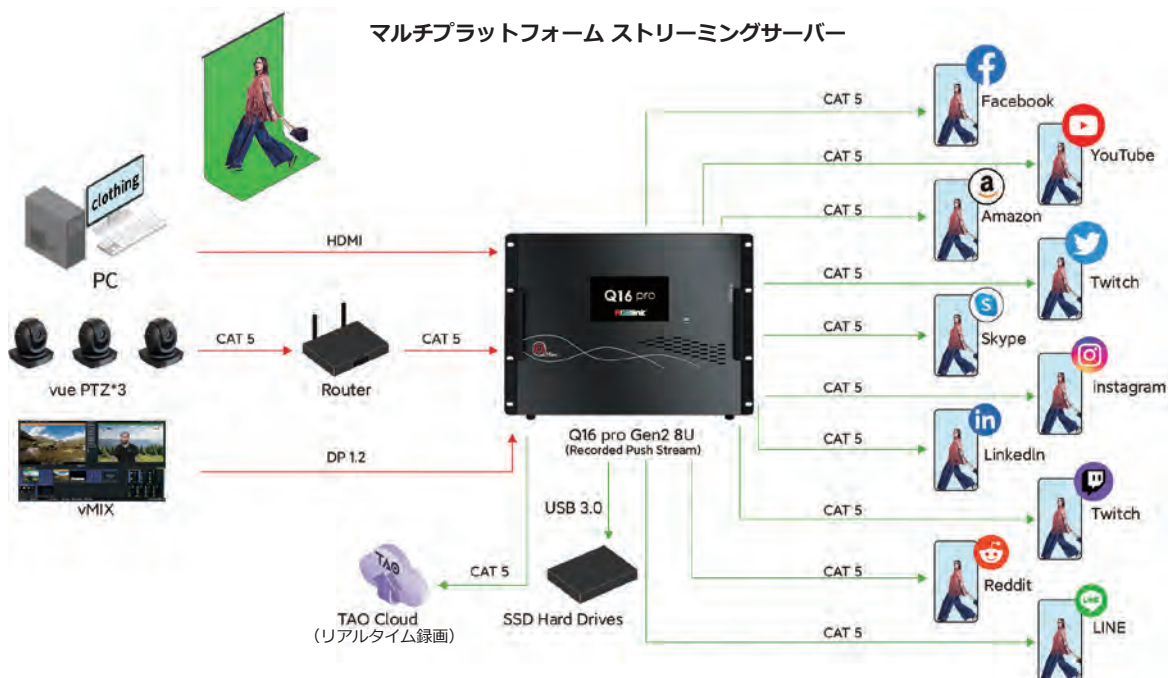 マルチプラットフォーム ストリーミングサーバー
clothing
PC
HDMI
vue PTZ*3
CAT 5
Router
CAT 5
vMIX
DP 1.2
Q16 pro
RGBlink
Q16 pro Gen2 8U
(Recorded Push Stream)
USB 3.0
SSD Hard Drives
CAT 5
TAO
TAO Cloud
(リアルタイム録画)
CAT 5
Facebook
CAT 5
YouTube
CAT 5
a
Amazon
CAT 5
Twitch
CAT 5
S
Skype
CAT 5
instagram
CAT 5
in
LinkedIn
CAT 5
Twitch
CAT 5
Reddit
CAT 5
LINE
LINE